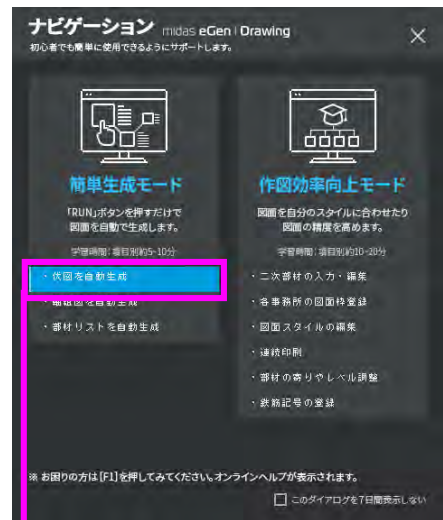 ナビゲーション midas eGen | Drawing
初心者でも簡単に使用できるようにサポートします。
簡単生成モード
「RUN」ボタンを押すだけで
図面を自動で生成します。
学習時間：項目別約5-10分
・伏図を自動生成
・軸組図を自動生成
・部材リストを自動生成
作図効率向上モード
図面を自分のスタイルに合わせたり
図面の精度を高めます。
学習時間：項目別約10-20分
・二次部材の入力・編集
・各事務所の図面枠登録
・図面スタイルの編集
・連続印刷
・部材の寄りやレベル調整
・鉄筋記号の登録
※ お困りの方は[F1]を押してみてください。オンラインヘルプが表示されます。
このダイアログを7日間表示しない